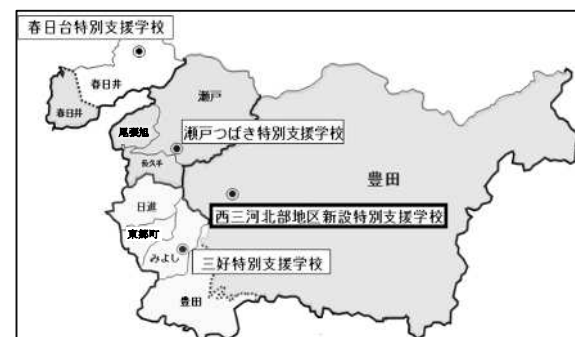 春日台特別支援学校
春日井
春日井
瀬戸
尾張旭
瀬戸つばき特別支援学校
長久手
豊田
日進
西三河北部地区新設特別支援学校
東郷町
みよし
三好特別支援学校
豊田